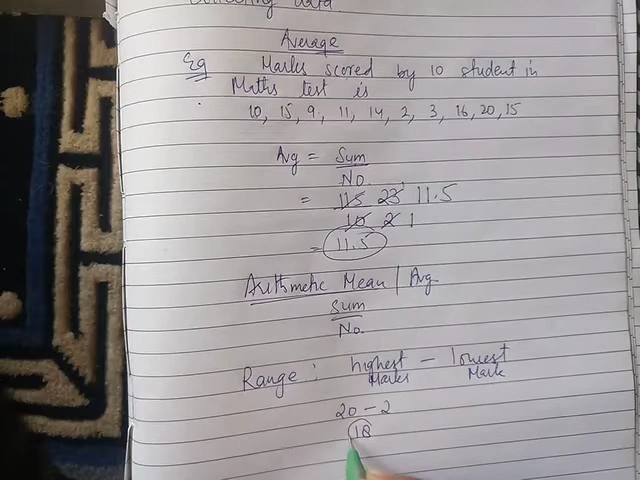 Collecting data
Average
Eg Marks scored by 10 student in
Maths test is
10, 15, 9, 11, 14, 2, 3, 16, 20, 15
Avg = Sum
No.
= 115 23 11.5
10 2 1
= 11.5
Arithmetic Mean | Avg
Sum
No.
Range : highest – lowest
Marks Mark
20 – 2
18